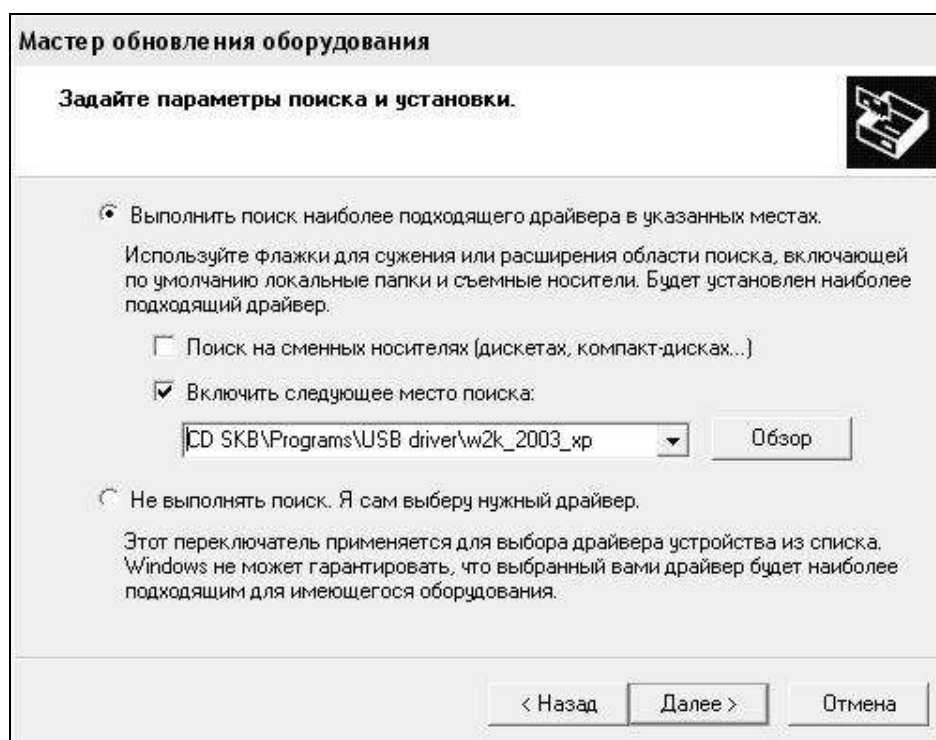 Мастер обновления оборудования
Задайте параметры поиска и установки.
Выполнить поиск наиболее подходящего драйвера в указанных местах.
Используйте флажки для сужения или расширения области поиска, включающей
по умолчанию локальные папки и съемные носители. Будет установлен наиболее
подходящий драйвер.
Поиск на сменных носителях (дискетах, компакт-дисках...)
Включить следующее место поиска:
CD SKB\Programs\USB driver\w2k_2003_xp
Обзор
Не выполнять поиск. Я сам выберу нужный драйвер.
Этот переключатель применяется для выбора драйвера устройства из списка.
Windows не может гарантировать, что выбранный вами драйвер будет наиболее
подходящим для имеющегося оборудования.
< Назад
Далее >
Отмена